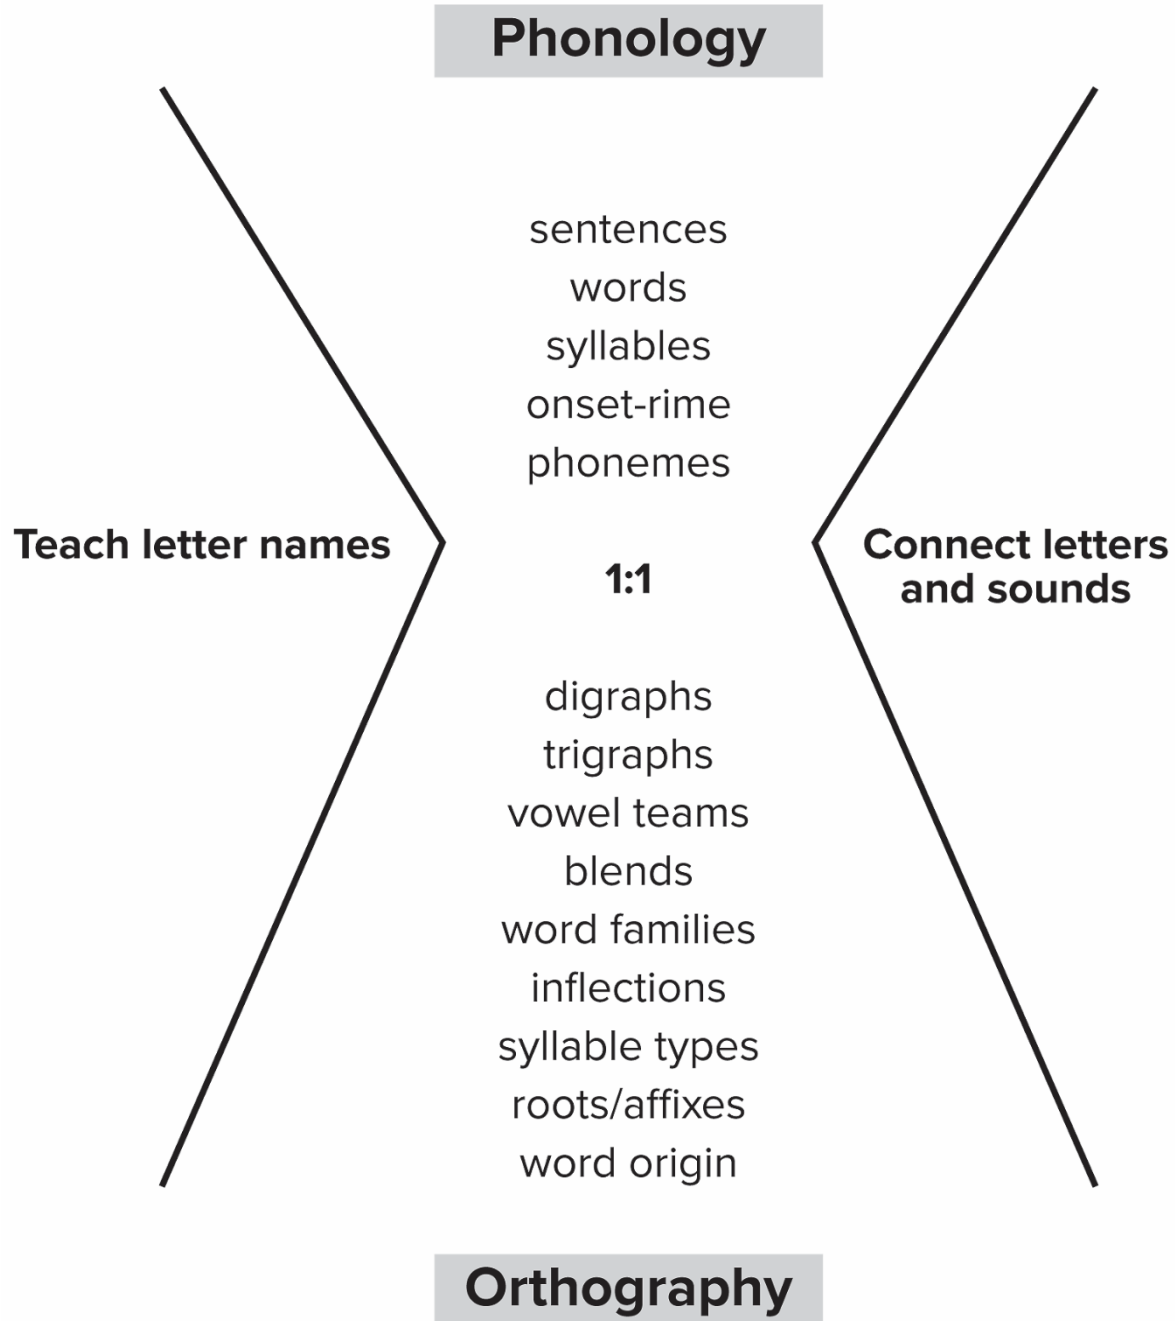 Phonology
sentences
words
syllables
onset-rime
phonemes
Teach letter names
Connect letters
and sounds
1:1
digraphs
trigraphs
vowel teams
blends
word families
inflections
syllable types
roots/affixes
word origin
Orthography